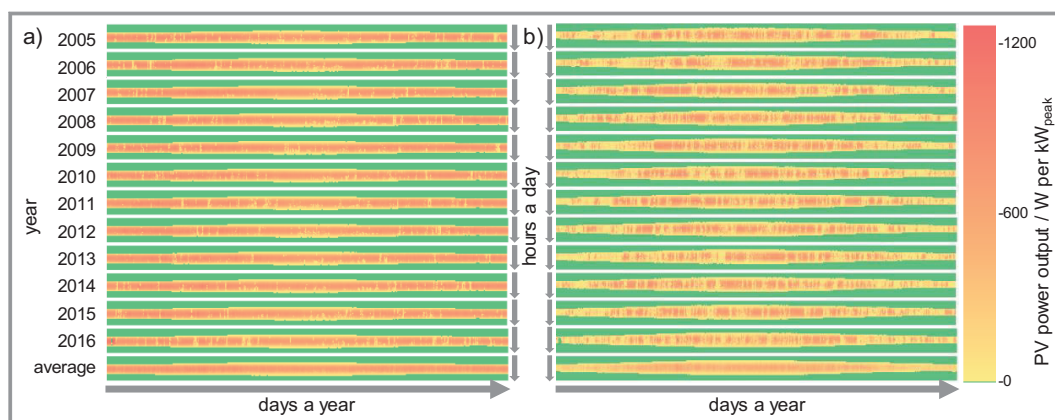 a)
2005
2006
2007
2008
2009
2010
2011
2012
2013
2014
2015
2016
average
year
days a year
b)
hours a day
days a year
-1200
-600
-0
PV power output / W per kWpeak